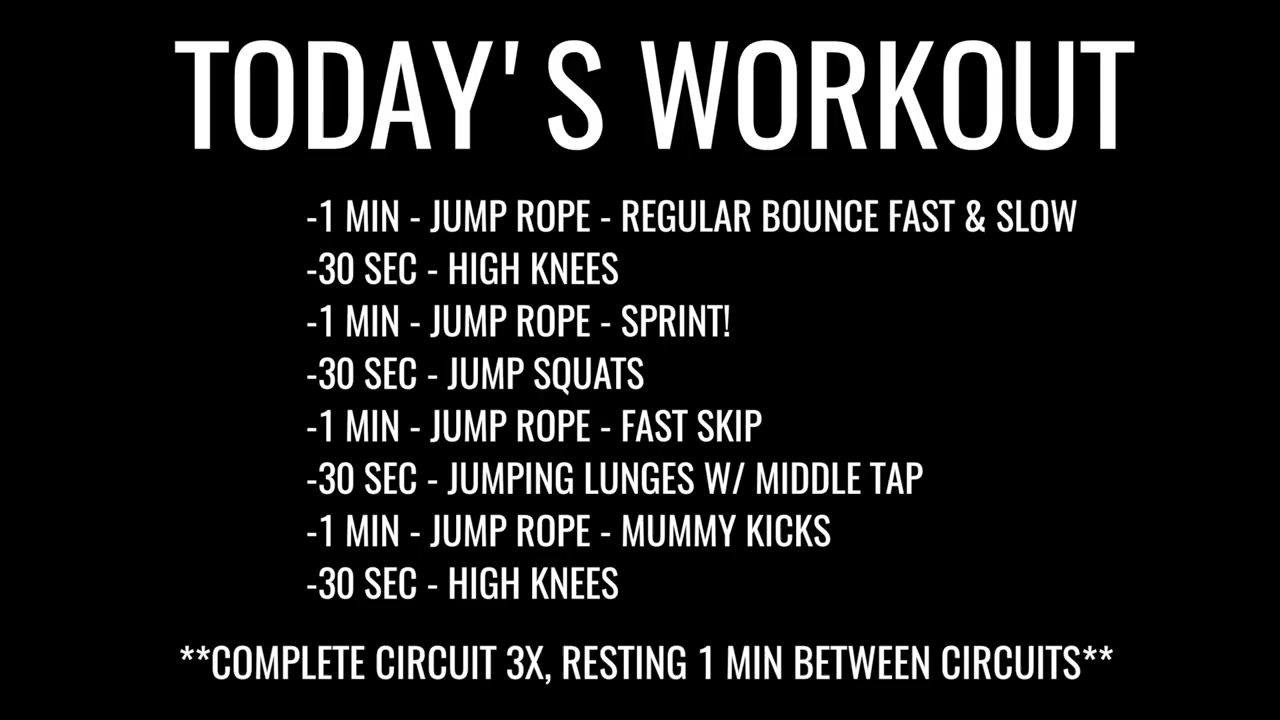 TODAY'S WORKOUT
-1 MIN - JUMP ROPE - REGULAR BOUNCE FAST & SLOW
-30 SEC - HIGH KNEES
-1 MIN - JUMP ROPE - SPRINT!
-30 SEC - JUMP SQUATS
-1 MIN - JUMP ROPE - FAST SKIP
-30 SEC - JUMPING LUNGES W/ MIDDLE TAP
-1 MIN - JUMP ROPE - MUMMY KICKS
-30 SEC - HIGH KNEES
**COMPLETE CIRCUIT 3X, RESTING 1 MIN BETWEEN CIRCUITS**